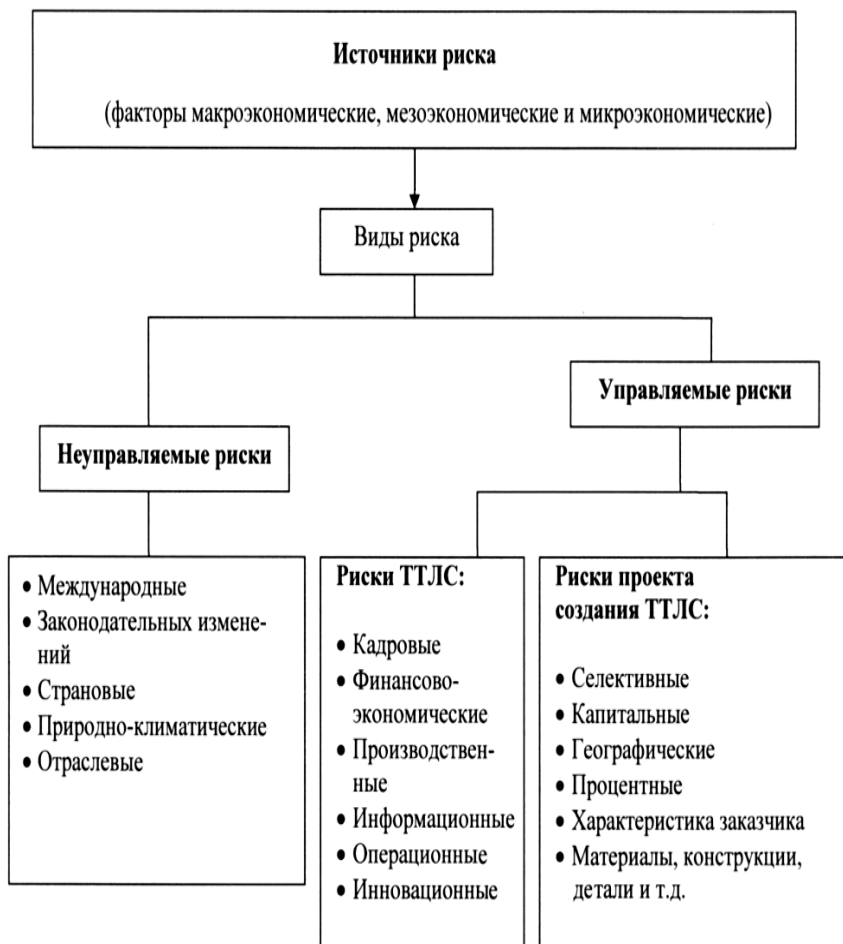 Источники риска
(факторы макроэкономические, мезоэкономические и микроэкономические)
Виды риска
Управляемые риски
Неуправляемые риски
• Международные
• Законодательных измене-
ний
• Страновые
• Природно-климатические
• Отраслевые
Риски ТТЛС:
• Кадровые
• Финансово-
экономические
• Производствен-
ные
• Информационные
• Операционные
• Инновационные
Риски проекта
создания ТТЛС:
• Селективные
• Капитальные
• Географические
• Процентные
• Характеристика заказчика
• Материалы, конструкции,
детали и т.д.